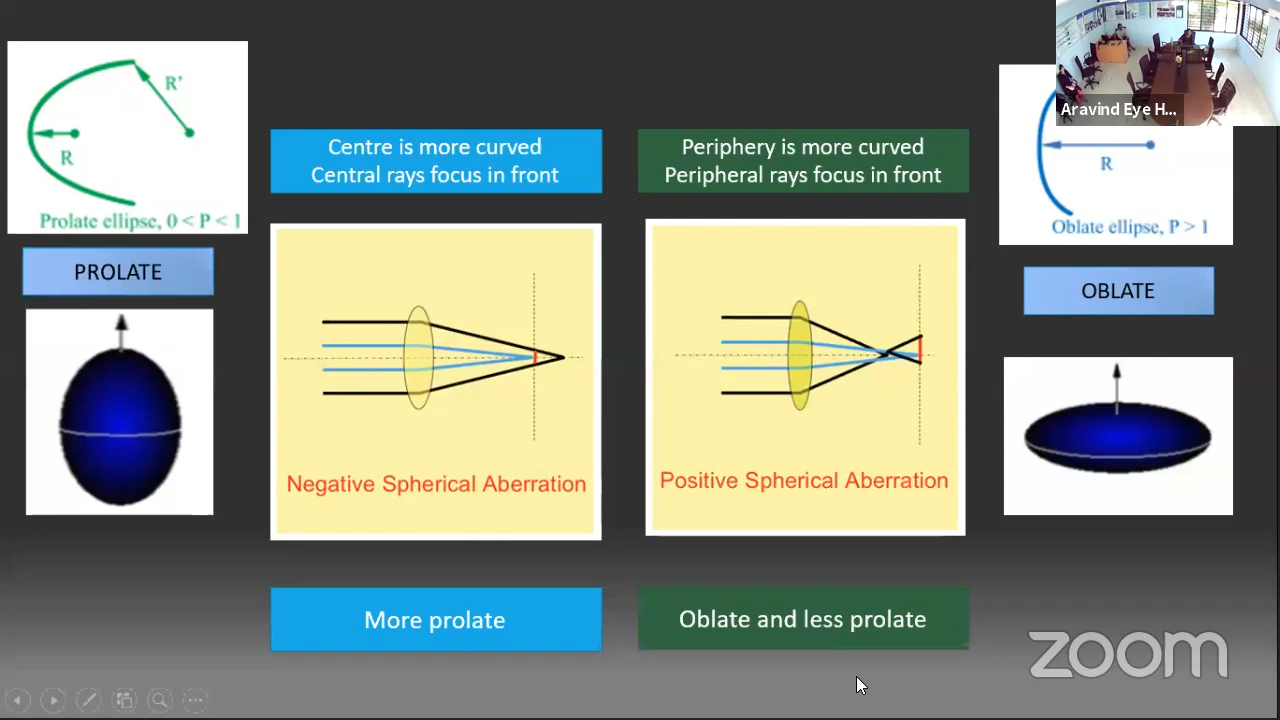 R'
R
Prolate ellipse, 0 < P < 1
PROLATE
Centre is more curved
Central rays focus in front
Negative Spherical Aberration
More prolate
Periphery is more curved
Peripheral rays focus in front
Positive Spherical Aberration
Oblate and less prolate
Aravind Eye H...
R
Oblate ellipse, P > 1
OBLATE
zoom